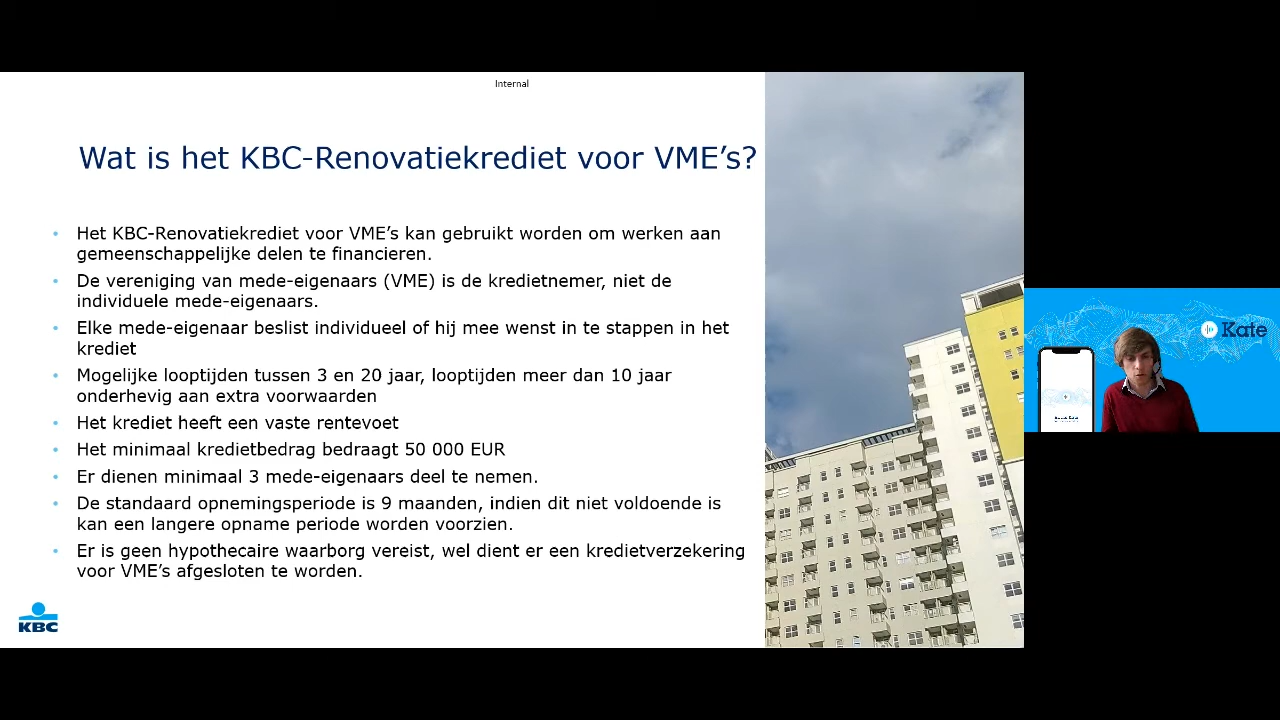 Internal
Wat is het KBC-Renovatiekrediet voor VME's?
• Het KBC-Renovatiekrediet voor VME's kan gebruikt worden om werken aan
gemeenschappelijke delen te financieren.
• De vereniging van mede-eigenaars (VME) is de kredietnemer, niet de
individuele mede-eigenaars.
• Elke mede-eigenaar beslist individueel of hij mee wenst in te stappen in het
krediet
• Mogelijke looptijden tussen 3 en 20 jaar, looptijden meer dan 10 jaar
onderhevig aan extra voorwaarden
• Het krediet heeft een vaste rentevoet
• Het minimaal kredietbedrag bedraagt 50 000 EUR
• Er dienen minimaal 3 mede-eigenaars deel te nemen.
• De standaard opnemingsperiode is 9 maanden, indien dit niet voldoende is
kan een langere opname periode worden voorzien.
• Er is geen hypothecaire waarborg vereist, wel dient er een kredietverzekering
voor VME's afgesloten te worden.
KBC
Kate